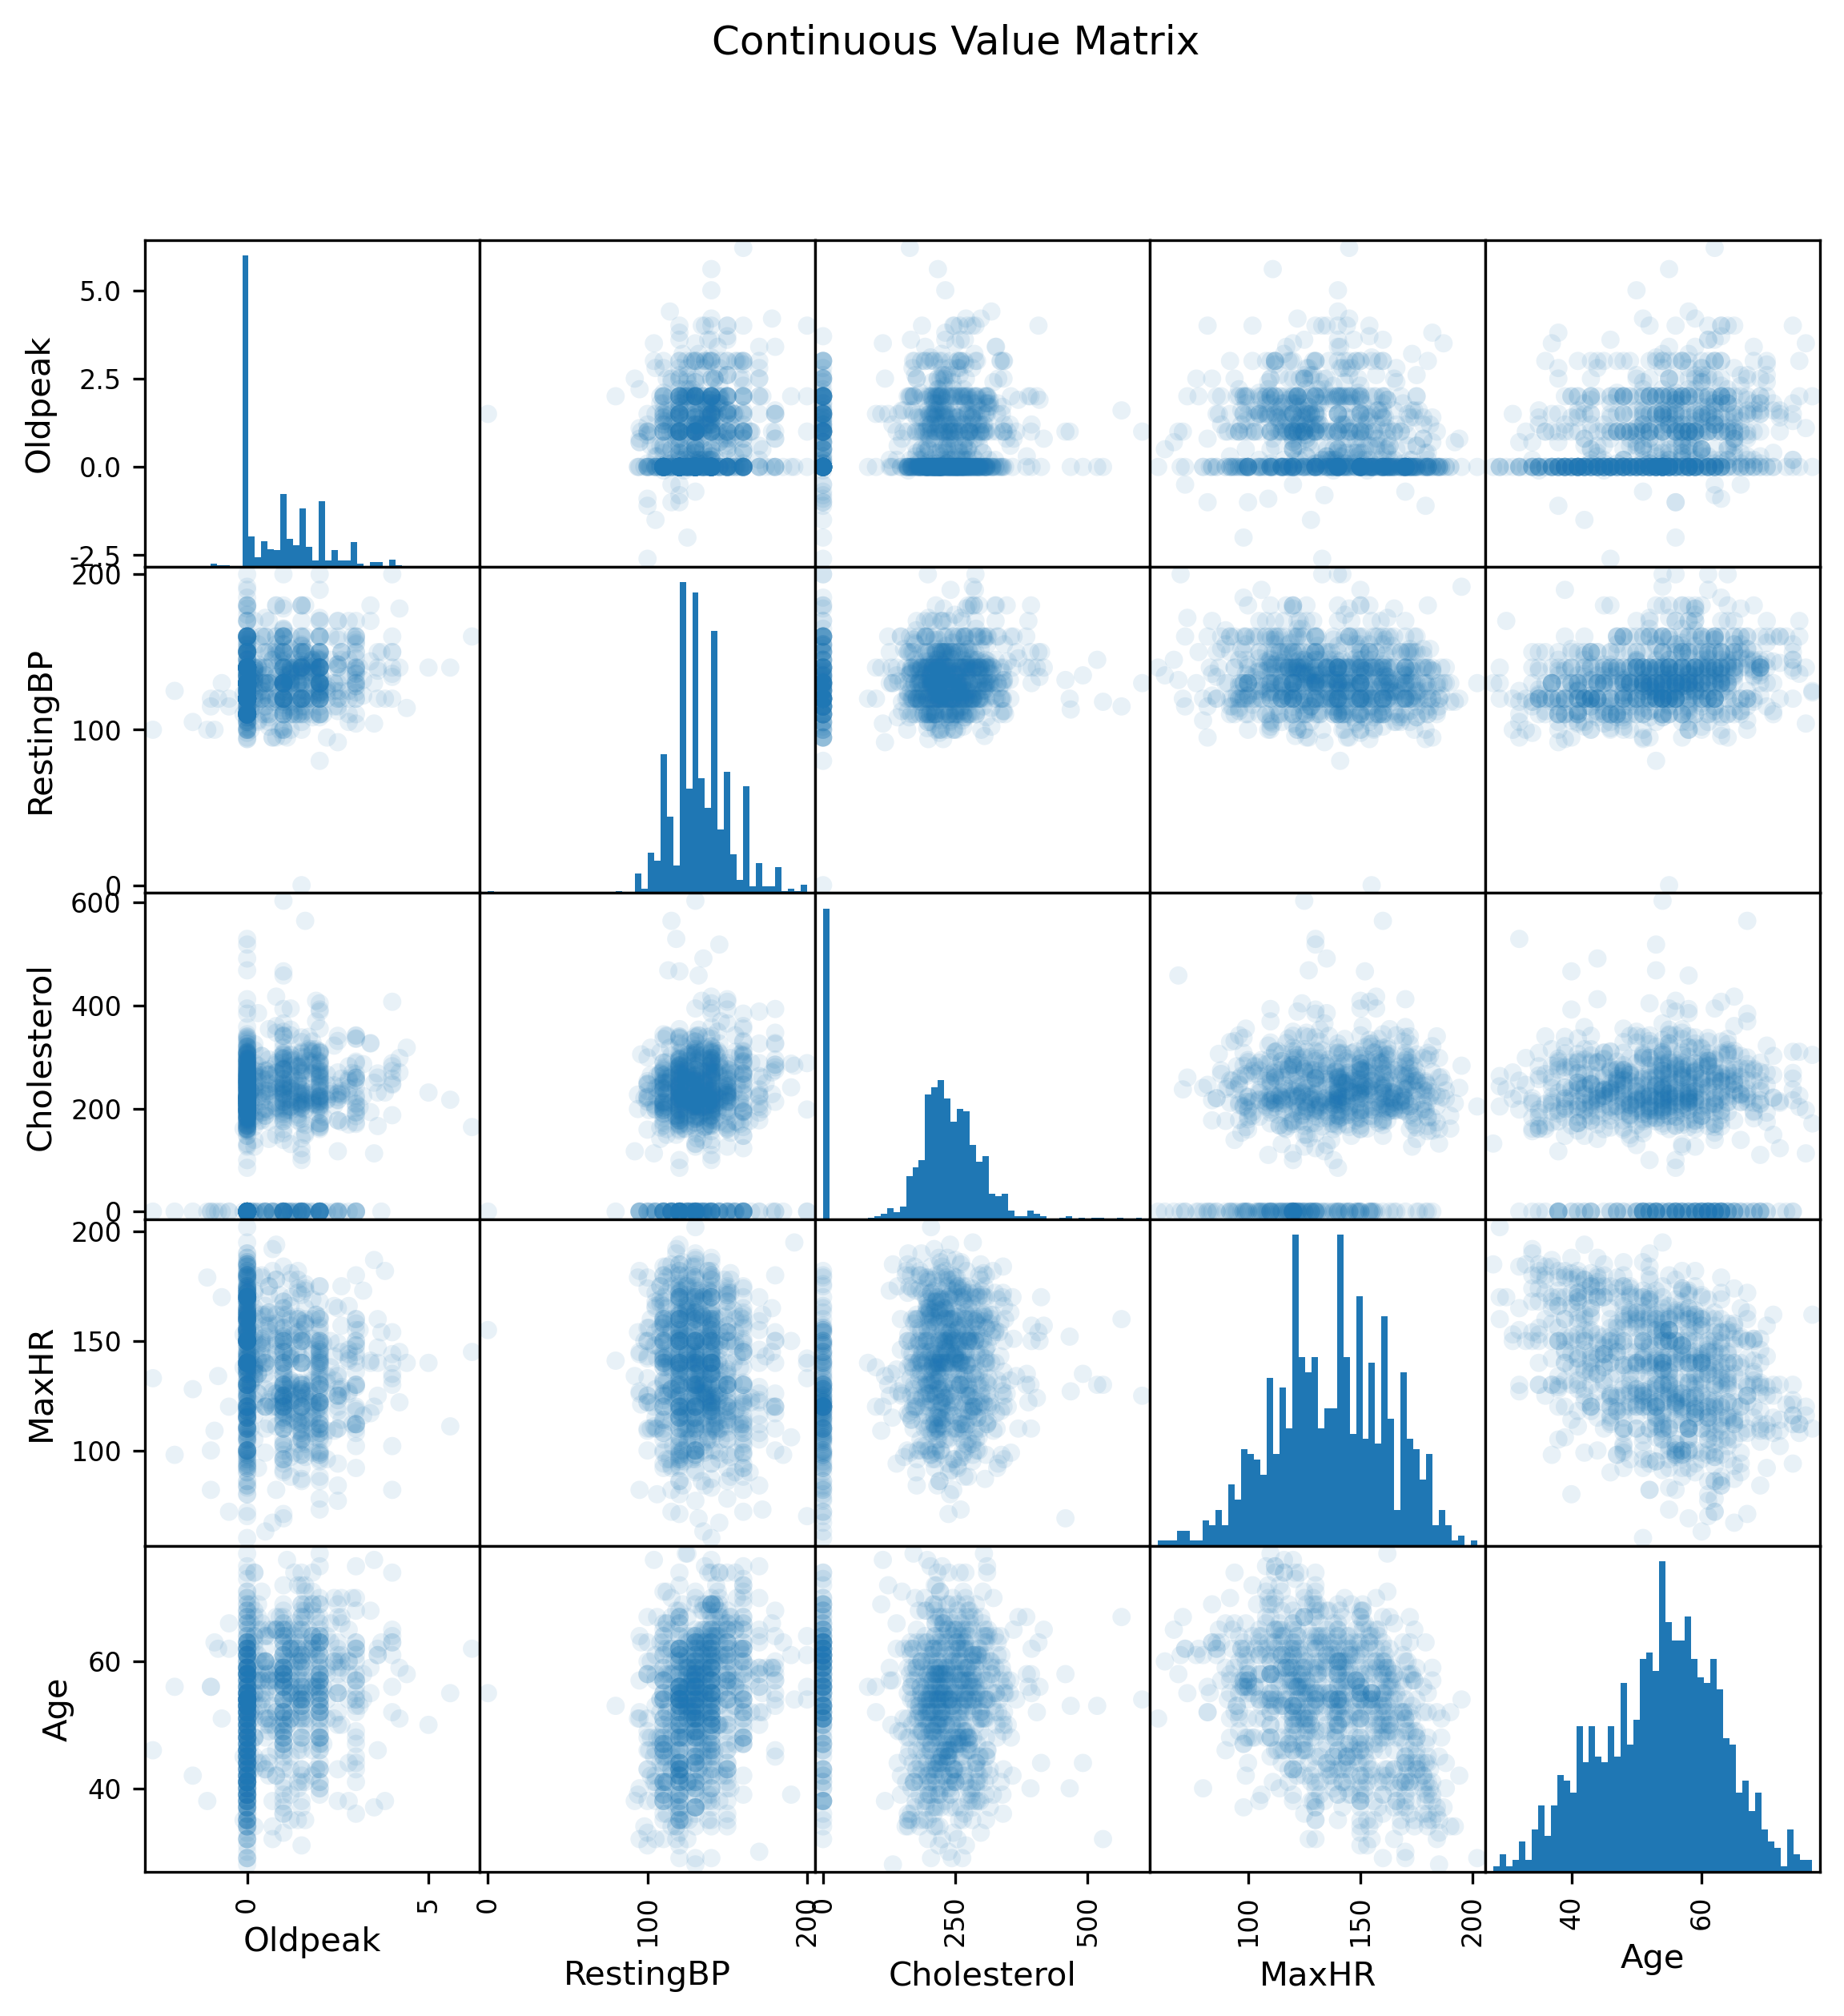 Continuous Value Matrix
5.0
2.5
0.0
-2.5
Oldpeak
200
100
0
RestingBP
600
400
200
0
Cholesterol
200
150
100
MaxHR
60
40
Age
0 5 0 100 200 0 250 500 100 150 200 40 60
Oldpeak RestingBP Cholesterol MaxHR Age